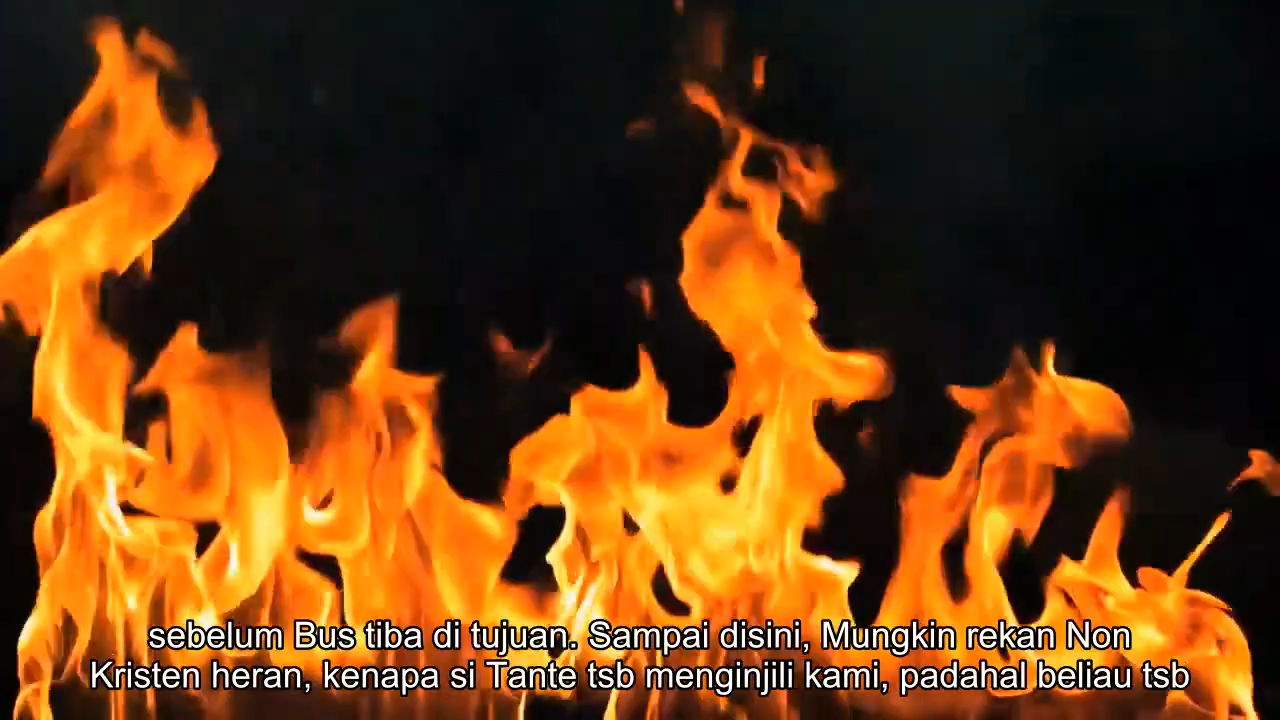 sebelum Bus tiba di tujuan. Sampai disini, Mungkin rekan Non
Kristen heran, kenapa si Tante tsb menginjili kami, padahal beliau tsb